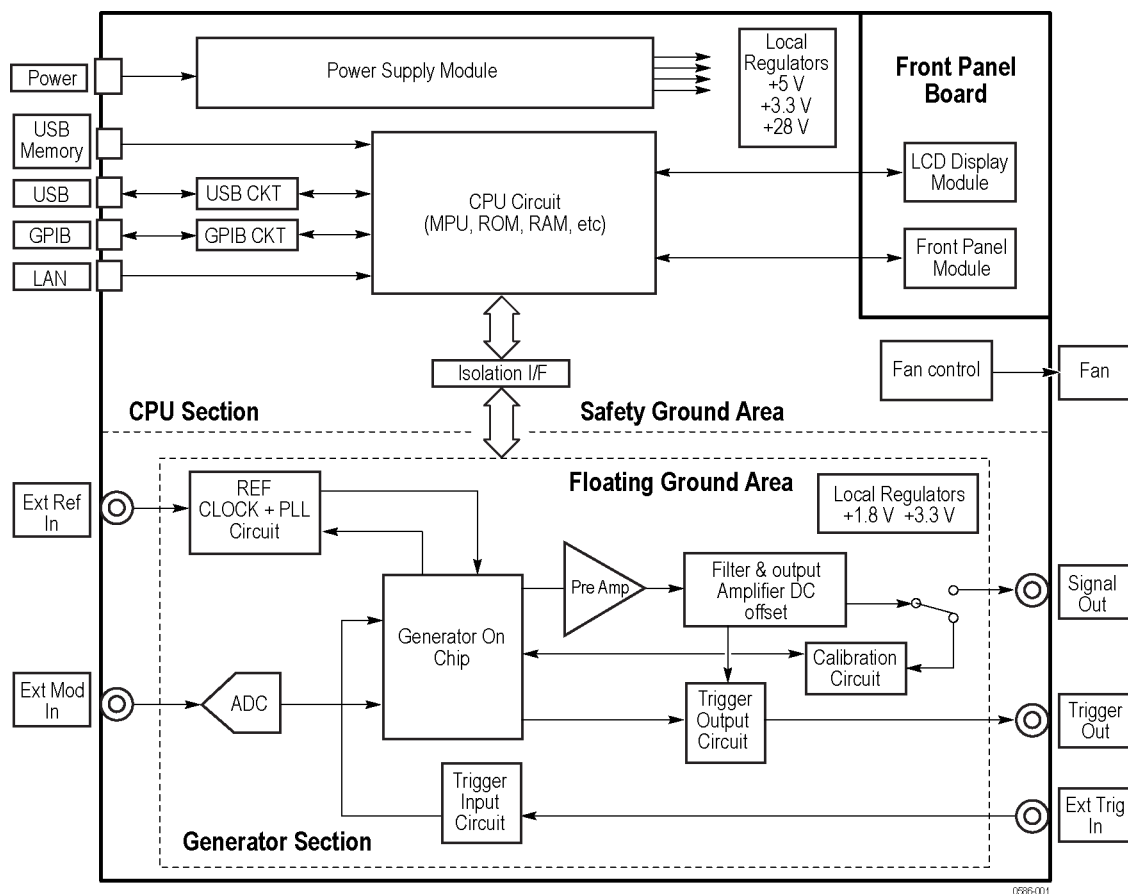 Power
Power Supply Module
Local
Regulators
+5 V
+3.3 V
+28 V
Front Panel
Board
USB
Memory
USB
USB CKT
GPIB
GPIB CKT
LAN
CPU Circuit
(MPU, ROM, RAM, etc)
LCD Display
Module
Front Panel
Module
Isolation I/F
Fan control
Fan
CPU Section
Safety Ground Area
Floating Ground Area
Ext Ref
In
REF
CLOCK + PLL
Circuit
Local Regulators
+1.8 V +3.3 V
Pre Amp
Filter & output
Amplifier DC
offset
Signal
Out
Generator On
Chip
Calibration
Circuit
Ext Mod
In
ADC
Trigger
Output
Circuit
Trigger
Out
Trigger
Input
Circuit
Ext Trig
In
Generator Section
0586-001